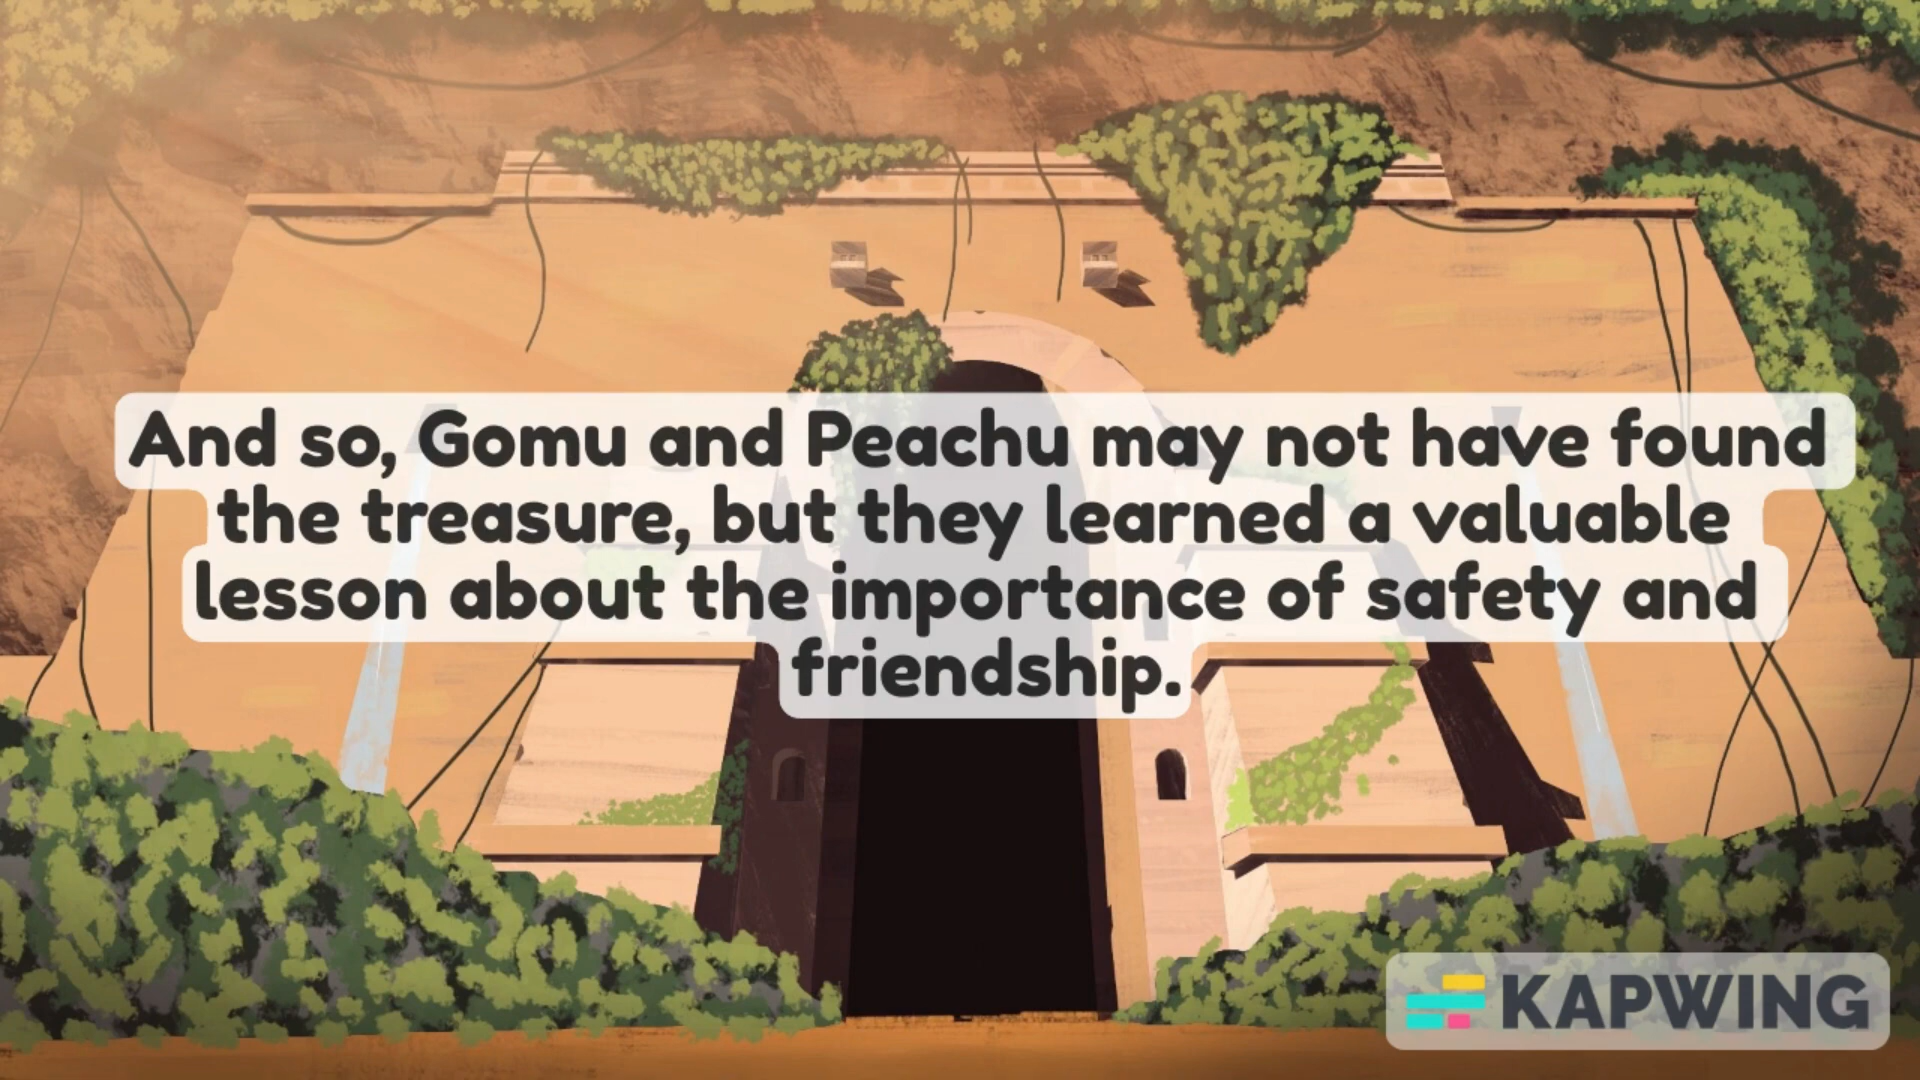 And so, Gomu and Peachu may not have found
the treasure, but they learned a valuable
lesson about the importance of safety and
friendship.
KAPWING